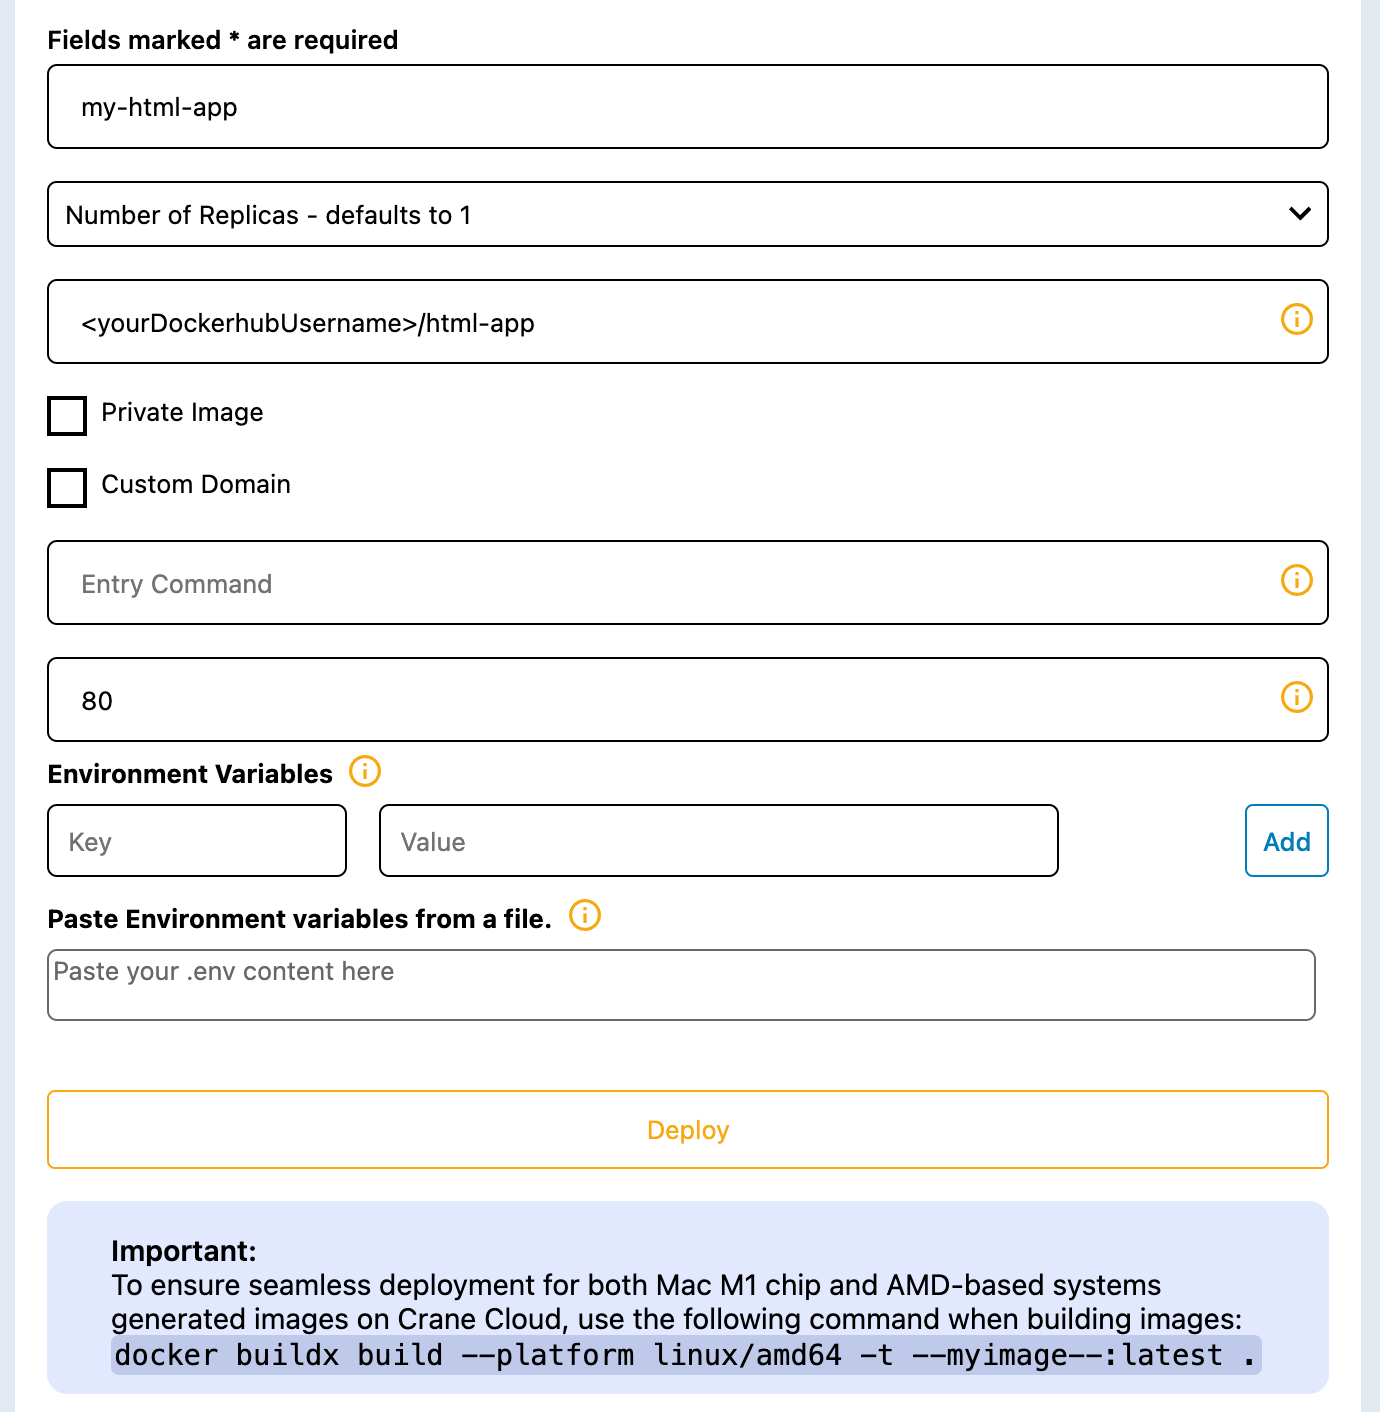 Fields marked * are required
my-html-app
Number of Replicas - defaults to 1
<yourDockerhubUsername>/html-app
Private Image
Custom Domain
Entry Command
80
Environment Variables
Key
Value
Add
Paste Environment variables from a file.
Paste your .env content here
Deploy
Important:
To ensure seamless deployment for both Mac M1 chip and AMD-based systems
generated images on Crane Cloud, use the following command when building images:
docker buildx build --platform linux/amd64 -t --myimage--:latest .